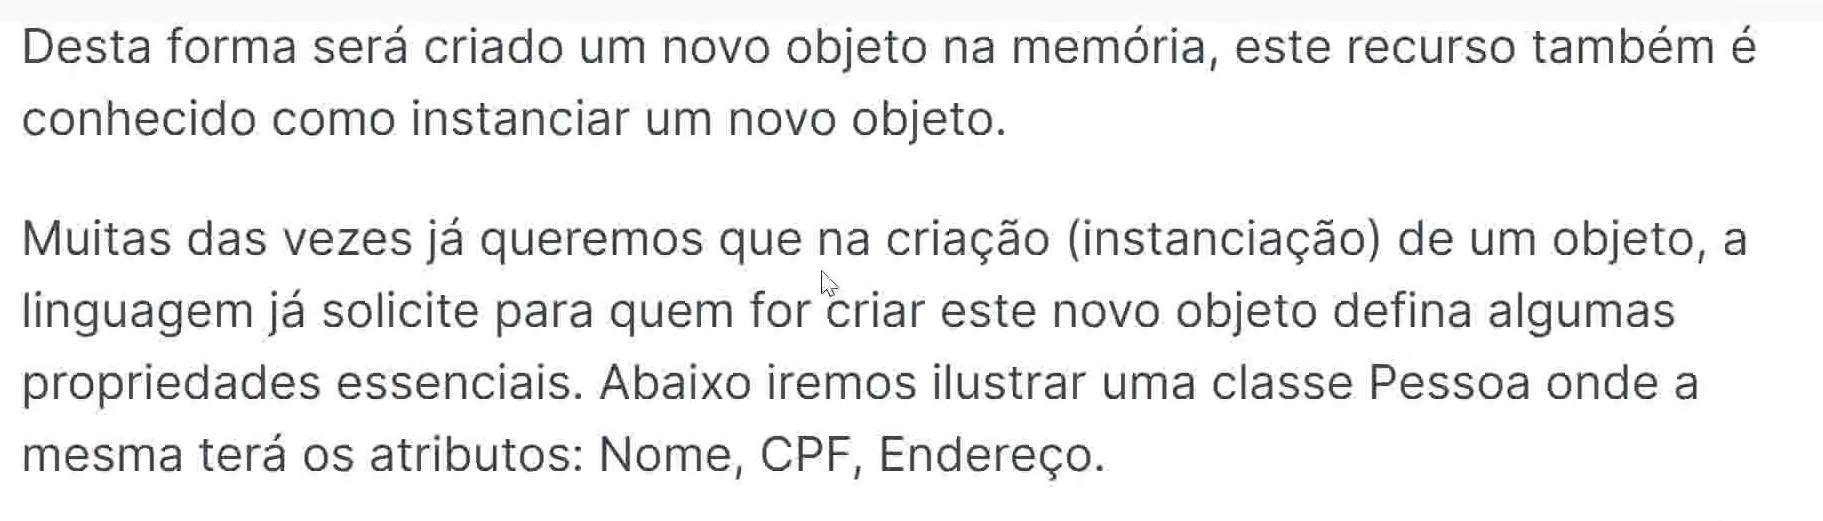 Desta forma será criado um novo objeto na memória, este recurso também é
conhecido como instanciar um novo objeto.
Muitas das vezes já queremos que na criação (instanciação) de um objeto, a
linguagem já solicite para quem for criar este novo objeto defina algumas
propriedades essenciais. Abaixo iremos ilustrar uma classe Pessoa onde a
mesma terá os atributos: Nome, CPF, Endereço.